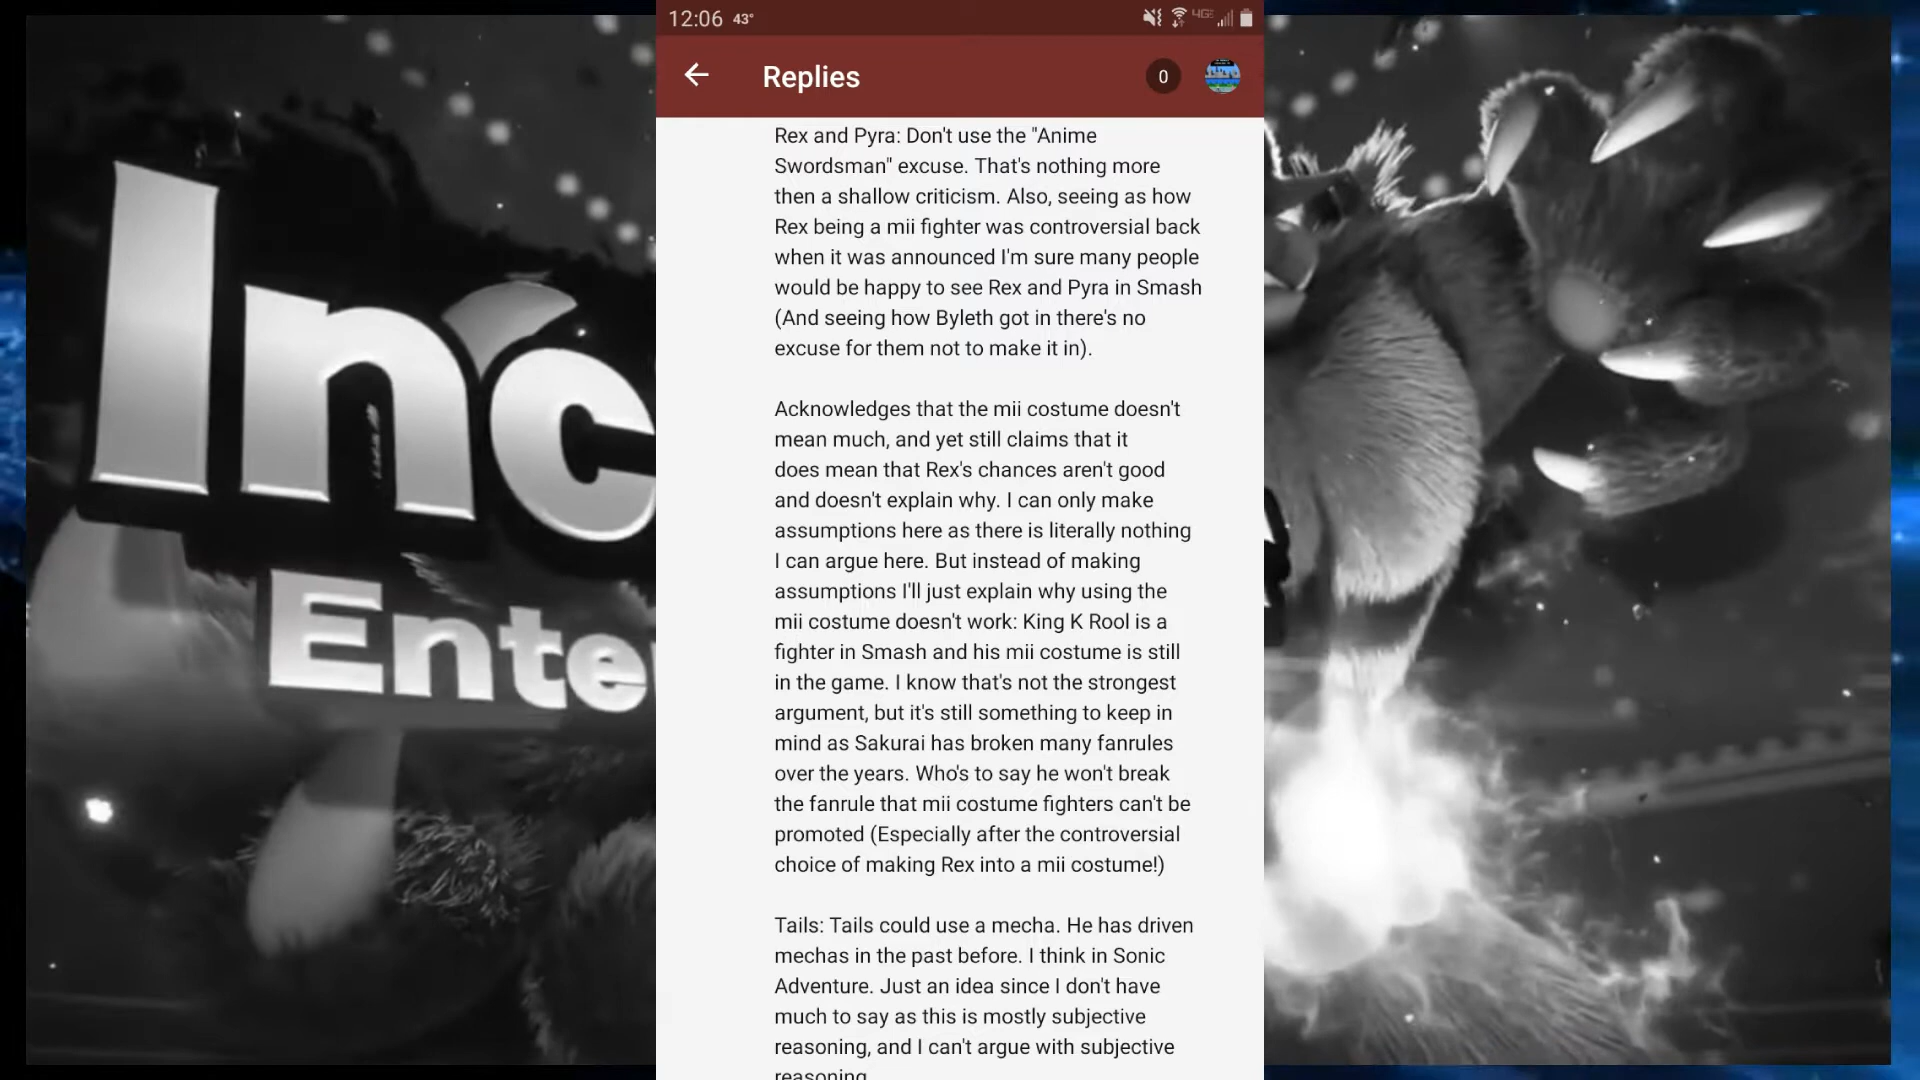 12:06 43°
4G
Replies
0
Rex and Pyra: Don't use the "Anime
Swordsman" excuse. That's nothing more
then a shallow criticism. Also, seeing as how
Rex being a mii fighter was controversial back
when it was announced I'm sure many people
would be happy to see Rex and Pyra in Smash
(And seeing how Byleth got in there's no
excuse for them not to make it in).
Acknowledges that the mii costume doesn't
mean much, and yet still claims that it
does mean that Rex's chances aren't good
and doesn't explain why. I can only make
assumptions here as there is literally nothing
I can argue here. But instead of making
assumptions I'll just explain why using the
mii costume doesn't work: King K Rool is a
fighter in Smash and his mii costume is still
in the game. I know that's not the strongest
argument, but it's still something to keep in
mind as Sakurai has broken many fanrules
over the years. Who's to say he won't break
the fanrule that mii costume fighters can't be
promoted (Especially after the controversial
choice of making Rex into a mii costume!)
Tails: Tails could use a mecha. He has driven
mechas in the past before. I think in Sonic
Adventure. Just an idea since I don't have
much to say as this is mostly subjective
reasoning, and I can't argue with subjective
reasoning
Inc
Ente